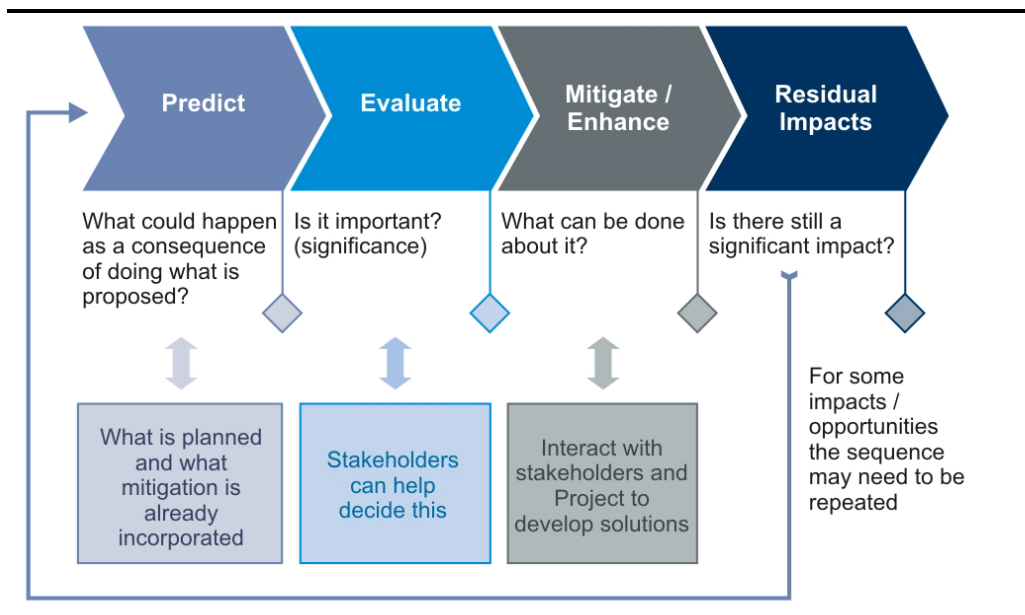 Predict
Evaluate
Mitigate /
Enhance
Residual
Impacts
What could happen
as a consequence
of doing what is
proposed?
Is it important?
(significance)
What can be done
about it?
Is there still a
significant impact?
What is planned
and what
mitigation is
already
incorporated
Stakeholders
can help
decide this
Interact with
stakeholders and
Project to
develop solutions
For some
impacts /
opportunities
the sequence
may need to be
repeated